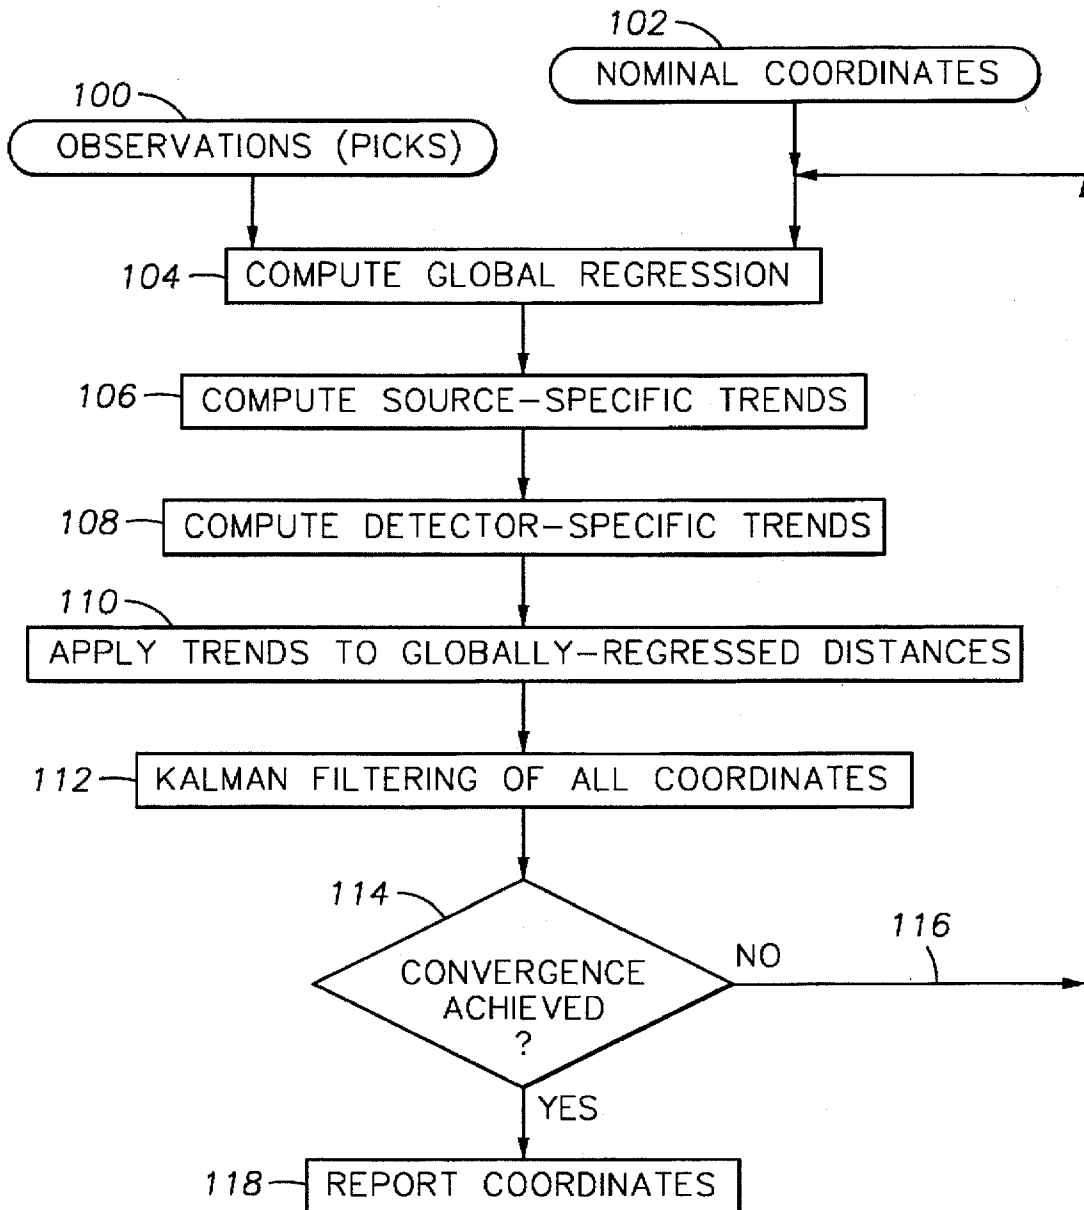 102
NOMINAL COORDINATES
100
OBSERVATIONS (PICKS)
104
COMPUTE GLOBAL REGRESSION
106
COMPUTE SOURCE-SPECIFIC TRENDS
108
COMPUTE DETECTOR-SPECIFIC TRENDS
110
APPLY TRENDS TO GLOBALLY-REGRESSED DISTANCES
112
KALMAN FILTERING OF ALL COORDINATES
114
CONVERGENCE
ACHIEVED
?
NO
116
YES
118
REPORT COORDINATES